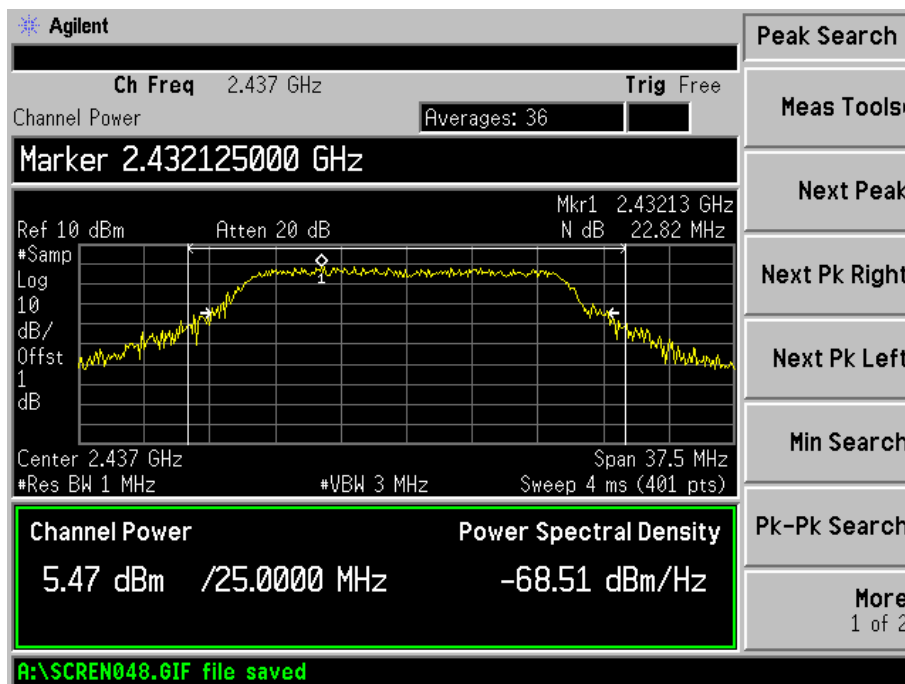 Agilent
Peak Search
Ch Freq 2.437 GHz Trig Free
Channel Power Averages: 36
Meas Tools
Marker 2.432125000 GHz
Next Peak
Mkr1 2.43213 GHz
Ref 10 dBm Atten 20 dB N dB 22.82 MHz
#Samp
Log
10
dB/
Offst
1
dB
1
Next Pk Right
Next Pk Left
Min Search
Center 2.437 GHz Span 37.5 MHz
#Res BW 1 MHz #VBW 3 MHz Sweep 4 ms (401 pts)
Channel Power Power Spectral Density
Pk-Pk Search
5.47 dBm /25.0000 MHz -68.51 dBm/Hz
More
1 of 2
A:\SCREN048.GIF file saved